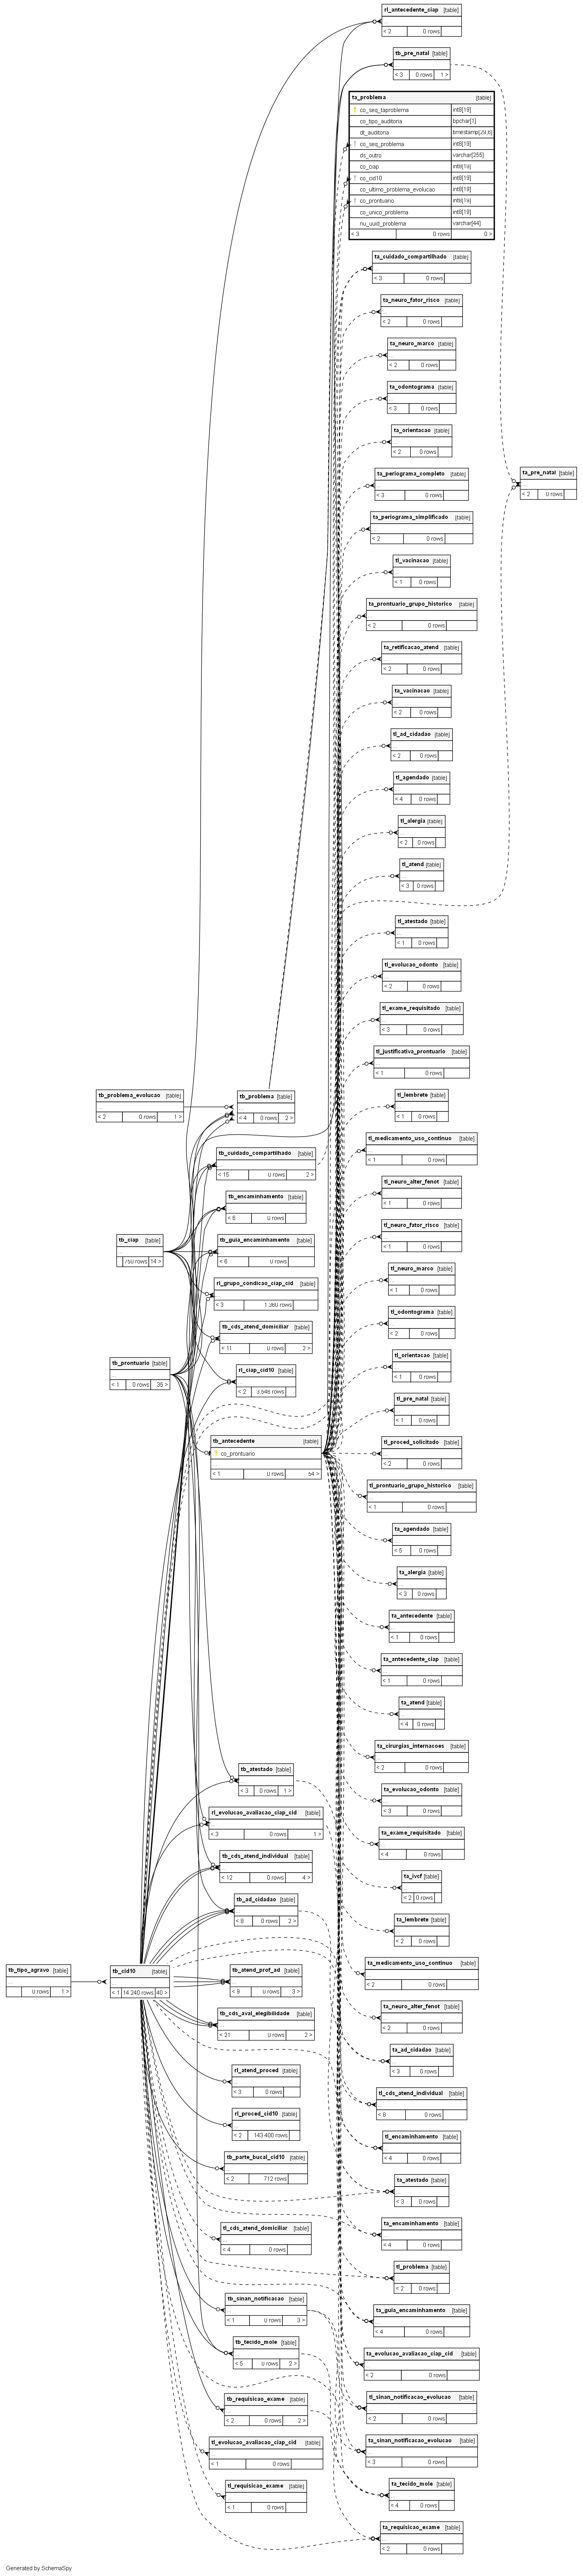 rl_antecedente_ciap [table]
...
< 2 0 rows
tb_pre_natal [table]
...
< 3 0 rows 1 >
ta_problema [table]
co_seq_taproblema int8[19]
co_tipo_auditoria bpchar[1]
dt_auditoria timestamp[29,6]
co_seq_problema int8[19]
ds_outro varchar[255]
co_ciap int8[19]
co_cid10 int8[19]
co_ultimo_problema_evolucao int8[19]
co_prontuario int8[19]
co_unico_problema int8[19]
nu_uuid_problema varchar[44]
< 3 0 rows 0 >
ta_cuidado_compartilhado [table]
...
< 3 0 rows
ta_neuro_fator_risco [table]
...
< 2 0 rows
ta_neuro_marco [table]
...
< 2 0 rows
ta_odontograma [table]
...
< 3 0 rows
ta_orientacao [table]
...
< 2 0 rows
ta_pre_natal [table]
...
< 2 0 rows
ta_periograma_completo [table]
...
< 3 0 rows
ta_periograma_simplificado [table]
...
< 2 0 rows
tl_vacinacao [table]
...
< 1 0 rows
ta_prontuario_grupo_historico [table]
...
< 2 0 rows
ta_retificacao_atend [table]
...
< 2 0 rows
ta_vacinacao [table]
...
< 2 0 rows
tl_ad_cidadao [table]
...
< 2 0 rows
tl_agendado [table]
...
< 4 0 rows
tl_alergia [table]
...
< 2 0 rows
tl_atend [table]
...
< 3 0 rows
tl_atestado [table]
...
< 1 0 rows
tl_evolucao_odonto [table]
...
< 2 0 rows
tl_exame_requisitado [table]
...
< 3 0 rows
tl_justificativa_prontuario [table]
...
< 1 0 rows
tb_problema_evolucao [table]
...
< 2 0 rows 1 >
tb_problema [table]
...
< 4 0 rows 2 >
tl_lembrete [table]
...
< 1 0 rows
tl_medicamento_uso_continuo [table]
...
< 1 0 rows
tb_cuidado_compartilhado [table]
...
< 15 0 rows 2 >
tl_neuro_alter_fenot [table]
...
< 1 0 rows
tb_encaminhamento [table]
...
< 6 0 rows
tl_neuro_fator_risco [table]
...
< 1 0 rows
tb_ciap [table]
...
750 rows 14 >
tb_guia_encaminhamento [table]
...
< 6 0 rows
tl_neuro_marco [table]
...
< 1 0 rows
rl_grupo_condicao_ciap_cid [table]
...
< 3 1.360 rows
tl_odontograma [table]
...
< 2 0 rows
tb_cds_atend_domiciliar [table]
...
< 11 0 rows 2 >
tl_orientacao [table]
...
< 1 0 rows
tb_prontuario [table]
...
< 1 0 rows 35 >
rl_ciap_cid10 [table]
...
< 2 3.546 rows
tl_pre_natal [table]
...
< 1 0 rows
tb_antecedente [table]
co_prontuario
...
< 1 0 rows 54 >
tl_proced_solicitado [table]
...
< 2 0 rows
tl_prontuario_grupo_historico [table]
...
< 1 0 rows
ta_agendado [table]
...
< 5 0 rows
ta_alergia [table]
...
< 3 0 rows
ta_antecedente [table]
...
< 1 0 rows
ta_antecedente_ciap [table]
...
< 1 0 rows
ta_atend [table]
...
< 4 0 rows
ta_cirurgias_internacoes [table]
...
< 2 0 rows
tb_atestado [table]
...
< 3 0 rows 1 >
ta_evolucao_odonto [table]
...
< 3 0 rows
rl_evolucao_avaliacao_ciap_cid [table]
...
< 3 0 rows 1 >
ta_exame_requisitado [table]
...
< 4 0 rows
tb_cds_atend_individual [table]
...
< 12 0 rows 4 >
ta_ivcf [table]
...
< 2 0 rows
tb_ad_cidadao [table]
...
< 8 0 rows 2 >
ta_lembrete [table]
...
< 2 0 rows
tb_tipo_agravo [table]
...
0 rows 1 >
tb_cid10 [table]
...
< 1 14.240 rows 40 >
tb_atend_prof_ad [table]
...
< 9 0 rows 3 >
ta_medicamento_uso_continuo [table]
...
< 2 0 rows
tb_cds_aval_elegibilidade [table]
...
< 21 0 rows 2 >
ta_neuro_alter_fenot [table]
...
< 2 0 rows
rl_atend_proced [table]
...
< 3 0 rows
ta_ad_cidadao [table]
...
< 3 0 rows
rl_proced_cid10 [table]
...
< 2 143.400 rows
tl_cds_atend_individual [table]
...
< 8 0 rows
tb_parte_bucal_cid10 [table]
...
< 2 712 rows
tl_encaminhamento [table]
...
< 4 0 rows
ta_atestado [table]
...
< 3 0 rows
tl_cds_atend_domiciliar [table]
...
< 4 0 rows
ta_encaminhamento [table]
...
< 4 0 rows
tl_problema [table]
...
< 2 0 rows
tb_sinan_notificacao [table]
...
< 1 0 rows 3 >
ta_guia_encaminhamento [table]
...
< 4 0 rows
tb_tecido_mole [table]
...
< 5 0 rows 2 >
ta_evolucao_avaliacao_ciap_cid [table]
...
< 2 0 rows
tb_requisicao_exame [table]
...
< 2 0 rows 2 >
tl_sinan_notificacao_evolucao [table]
...
< 2 0 rows
tl_evolucao_avaliacao_ciap_cid [table]
...
< 1 0 rows
ta_sinan_notificacao_evolucao [table]
...
< 3 0 rows
tl_requisicao_exame [table]
...
< 1 0 rows
ta_tecido_mole [table]
...
< 4 0 rows
ta_requisicao_exame [table]
...
< 2 0 rows
Generated by SchemaSpy